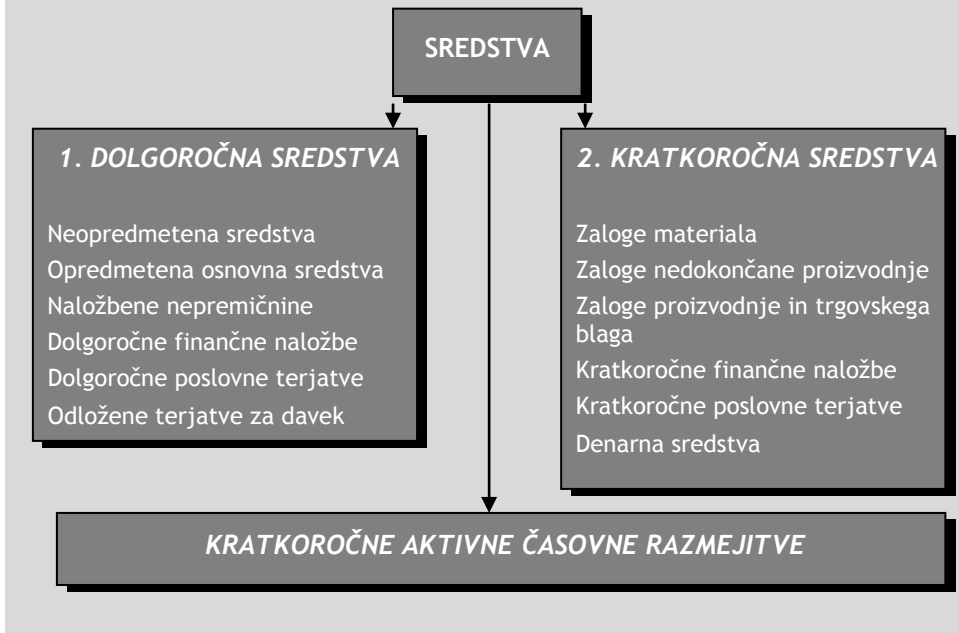 SREDSTVA
1. DOLGOROČNA SREDSTVA
Neopredmetena sredstva
Opredmetena osnovna sredstva
Naložbene nepremičnine
Dolgoročne finančne naložbe
Dolgoročne poslovne terjatve
Odložene terjatve za davek
2. KRATKOROČNA SREDSTVA
Zaloge materiala
Zaloge nedokončane proizvodnje
Zaloge proizvodnje in trgovskega
blaga
Kratkoročne finančne naložbe
Kratkoročne poslovne terjatve
Denarna sredstva
KRATKOROČNE AKTIVNE ČASOVNE RAZMEJITVE